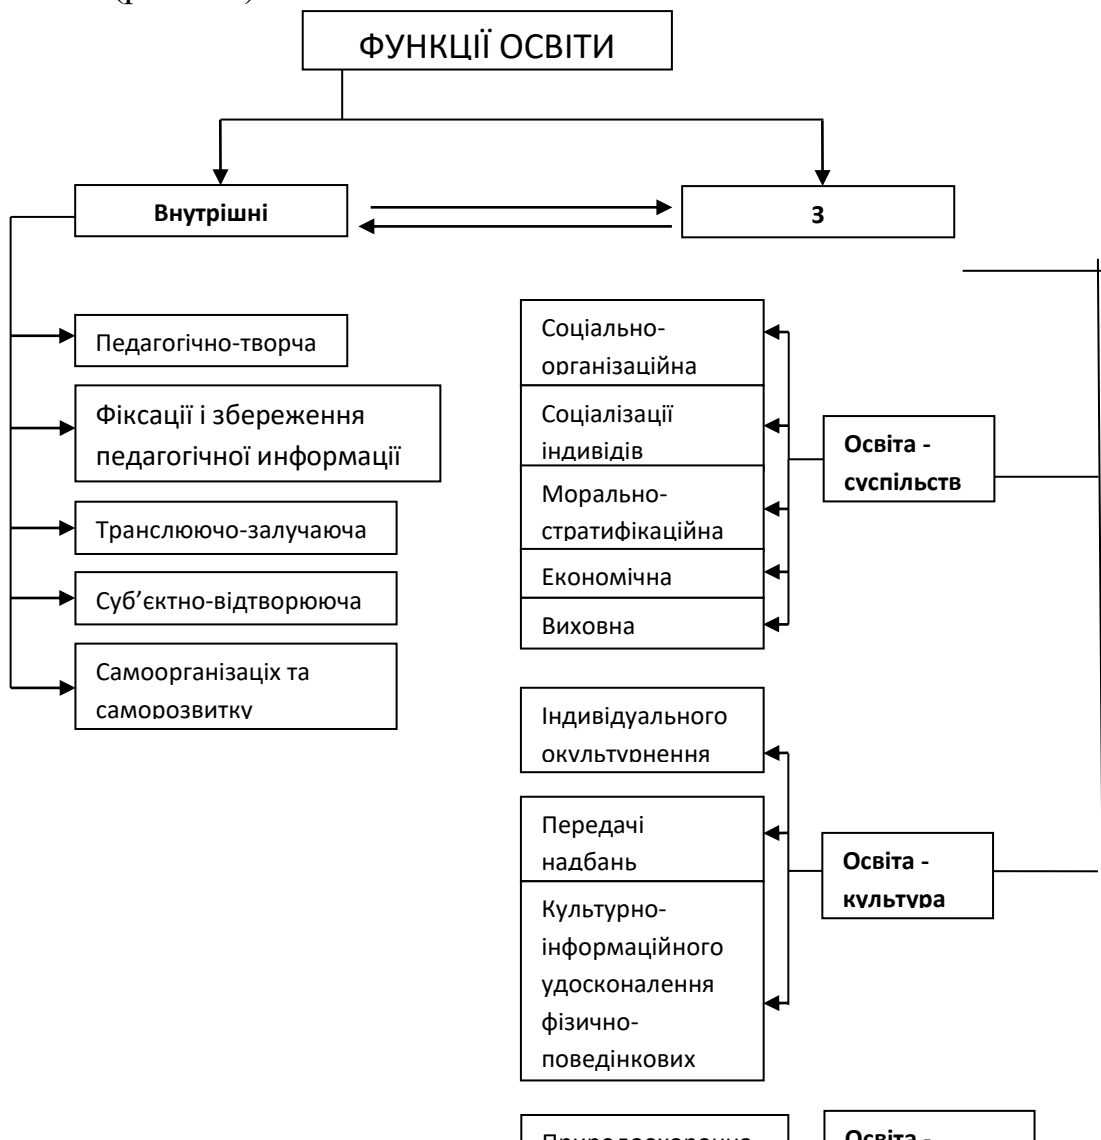 ФУНКЦІЇ ОСВІТИ
Внутрішні
З
Педагогічно-творча
Фіксації і збереження
педагогічної информації
Транслюючо-залучаюча
Суб’єктно-відтворююча
Самоорганізаціх та
саморозвитку
Соціально-
організаційна
Соціалізації
індивідів
Морально-
стратифікаційна
Економічна
Виховна
Освіта -
суспільств
Індивідуального
окультурнення
Передачі
надбань
Культурно-
інформаційного
удосконалення
фізично-
поведінкових
Освіта -
культура
Природоохоронна
Освіта -